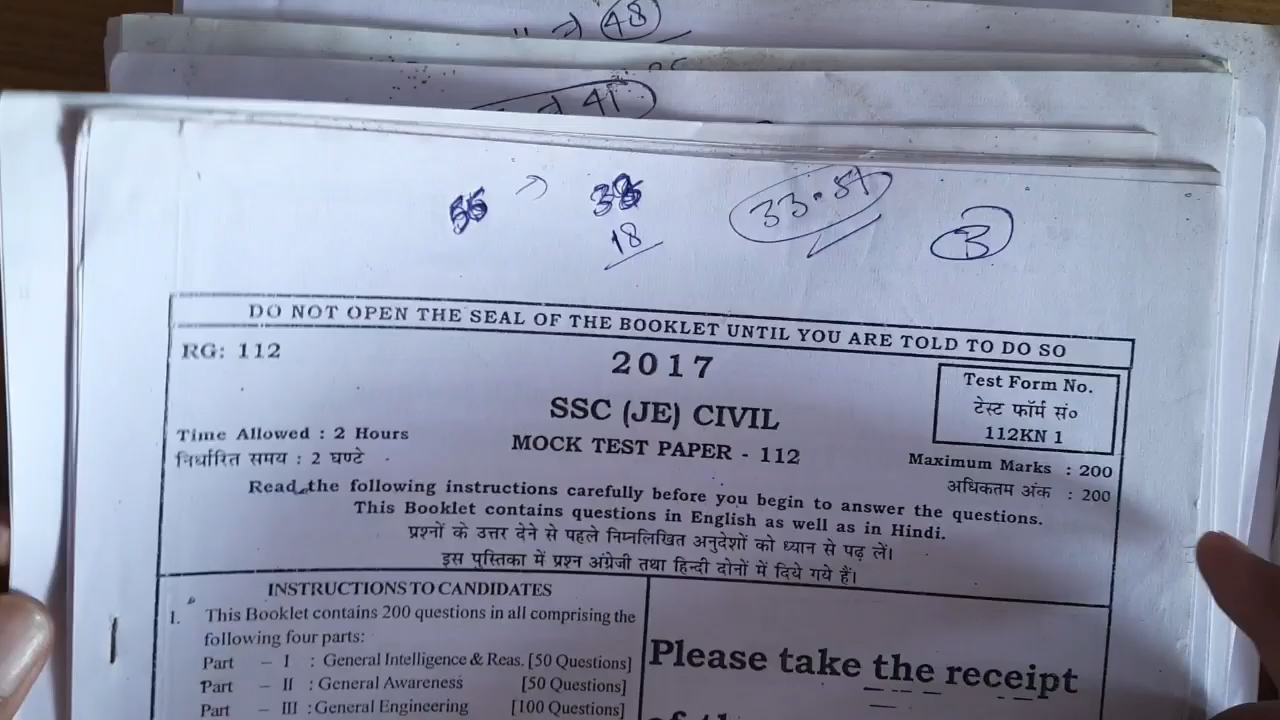 " 48
41
56 38
18
33.51
3
DO NOT OPEN THE SEAL OF THE BOOKLET UNTIL YOU ARE TOLD TO DO SO
RG: 112
2017
Test Form No.
टेस्ट फॉर्म सं०
112KN 1
SSC (JE) CIVIL
Time Allowed : 2 Hours
निर्धारित समय : 2 घण्टे
MOCK TEST PAPER - 112
Maximum Marks : 200
अधिकतम अंक : 200
Read the following instructions carefully before you begin to answer the questions.
This Booklet contains questions in English as well as in Hindi.
प्रश्नों के उत्तर देने से पहले निम्नलिखित अनुदेशों को ध्यान से पढ़ लें।
इस पुस्तिका में प्रश्न अंग्रेजी तथा हिन्दी दोनों में दिये गये हैं।
INSTRUCTIONS TO CANDIDATES
1. This Booklet contains 200 questions in all comprising the
following four parts:
Part – I : General Intelligence & Reas. [50 Questions]
Part – II : General Awareness [50 Questions]
Part – III : General Engineering [100 Questions]
Please take the receipt